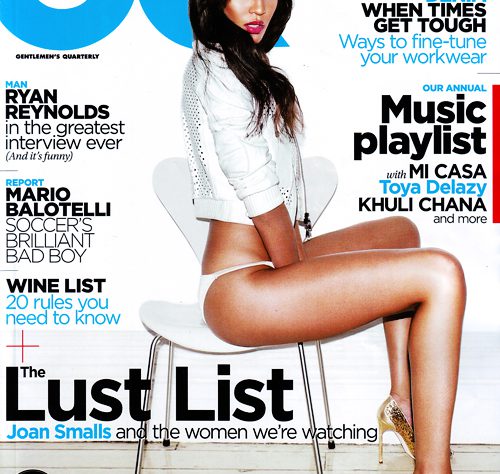 GQ
GENTLEMEN'S QUARTERLY
WHEN TIMES
GET TOUGH
Ways to fine-tune
your workwear
MAN
RYAN
REYNOLDS
in the greatest
interview ever
(And it's funny)
OUR ANNUAL
Music
playlist
with MI CASA
Toya Delazy
KHULI CHANA
and more
REPORT
MARIO
BALOTELLI
SOCCER'S
BRILLIANT
BAD BOY
WINE LIST
20 rules you
need to know
+
The
Lust List
Joan Smalls and the women we're watching